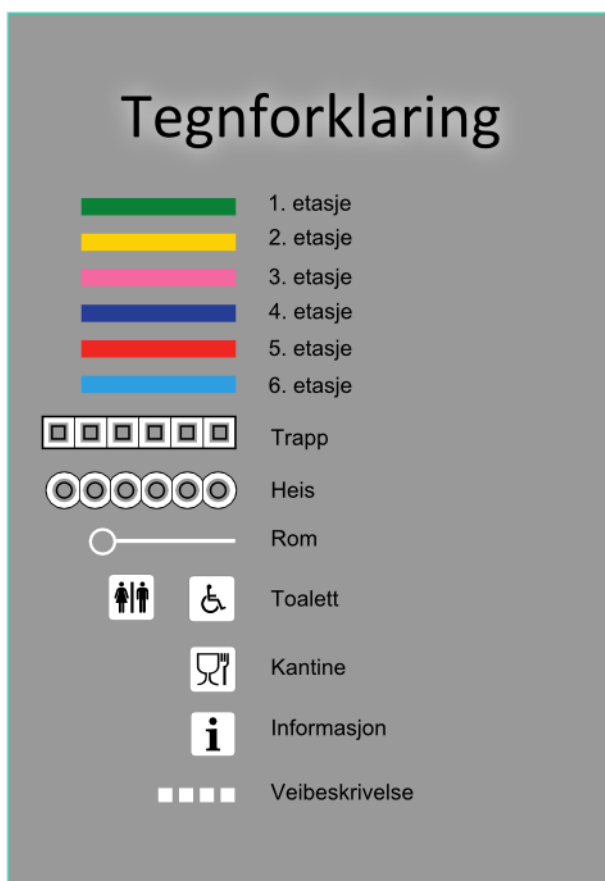 Tegnforklaring
1. etasje
2. etasje
3. etasje
4. etasje
5. etasje
6. etasje
Trapp
Heis
Rom
Toalett
Kantine
i
Informasjon
Veibeskrivelse